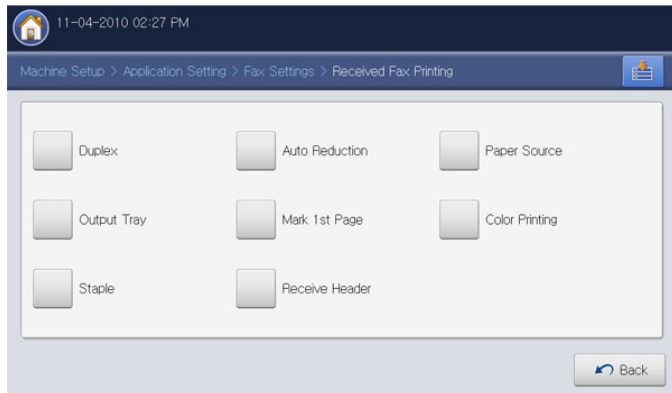 11-04-2010 02:27 PM
Machine Setup > Application Setting > Fax Settings > Received Fax Printing
Duplex Auto Reduction Paper Source
Output Tray Mark 1st Page Color Printing
Staple Receive Header
Back